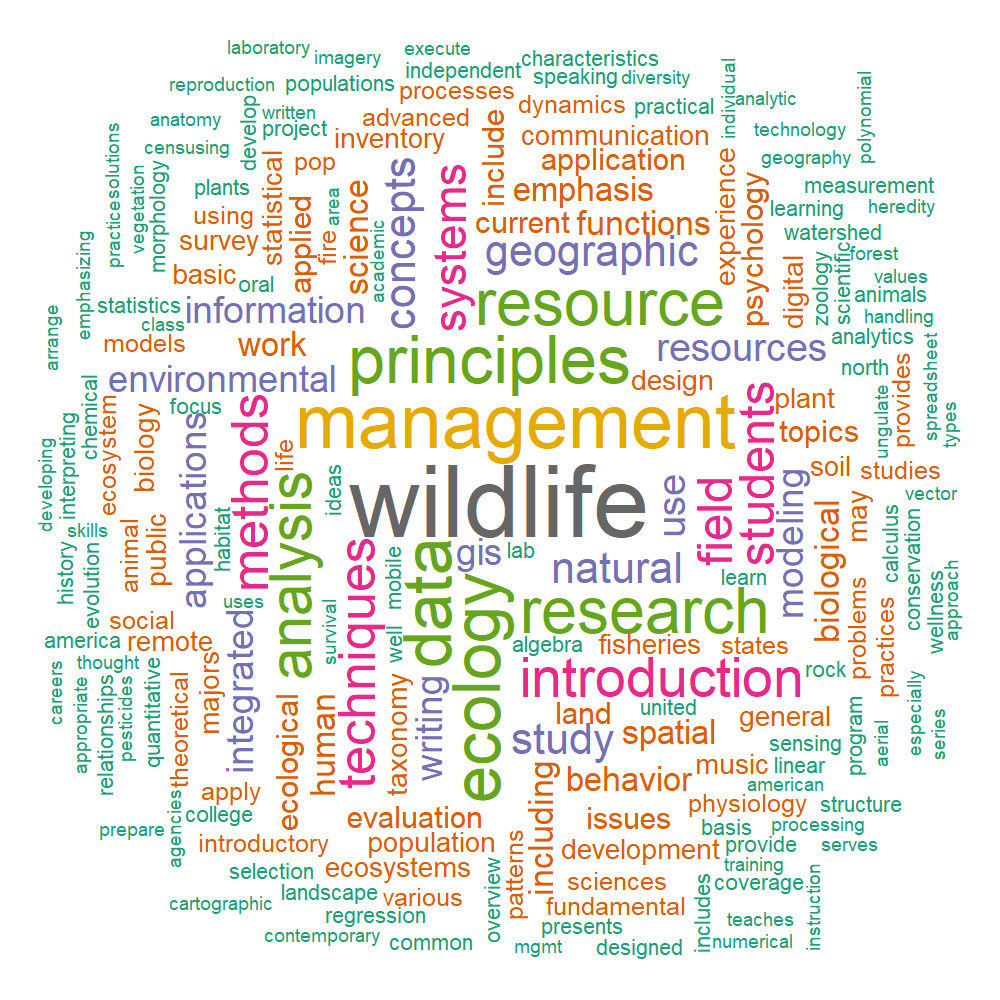 laboratory
imagery
execute
characteristics
reproduction
populations
independent
speaking
diversity
processes
individual
analytic
polynomial
anatomy
develop
written
project
advanced
inventory
include
dynamics
practical
communication
technology
censusing
solutions
practice
vegetation
morphology
plants
statistical
pop
application
emphasis
experience
psychology
geography
measurement
heredity
learning
using
survey
applied
fire
area
science
academic
concepts
systems
current
functions
geographic
digital
watershed
zoology
scientific
forest
values
emphasizing
basic
oral
statistics
class
information
resource
animals
handling
analytics
arrange
models
work
principles
resources
north
environmental
focus
design
ungulate
provides
spreadsheet
types
developing
interpreting
chemical
ecosystem
biology
applications
methods
life
management
students
plant
topics
analysis
ideas
wildlife
use
field
modeling
soil
studies
skills
history
evolution
animal
public
habitat
techniques
data
gis
lab
natural
learn
biological
may
calculus
vector
conservation
wellness
approach
mobile
survival
well
uses
america
social
remote
integrated
ecology
research
algebra
fisheries
states
problems
practices
rock
careers
thought
appropriate
relationships
pesticides
quantitative
theoretical
majors
ecological
human
taxonomy
writing
introduction
united
land
study
spatial
general
sensing
program
aerial
especially
series
behavior
music
linear
american
apply
college
agencies
prepare
introductory
evaluation
population
including
issues
physiology
structure
basis
processing
provide
serves
training
selection
ecosystems
development
patterns
overview
sciences
coverage
landscape
various
cartographic
regression
fundamental
presents
includes
teaches
instruction
contemporary
common
mgmt
designed
numerical